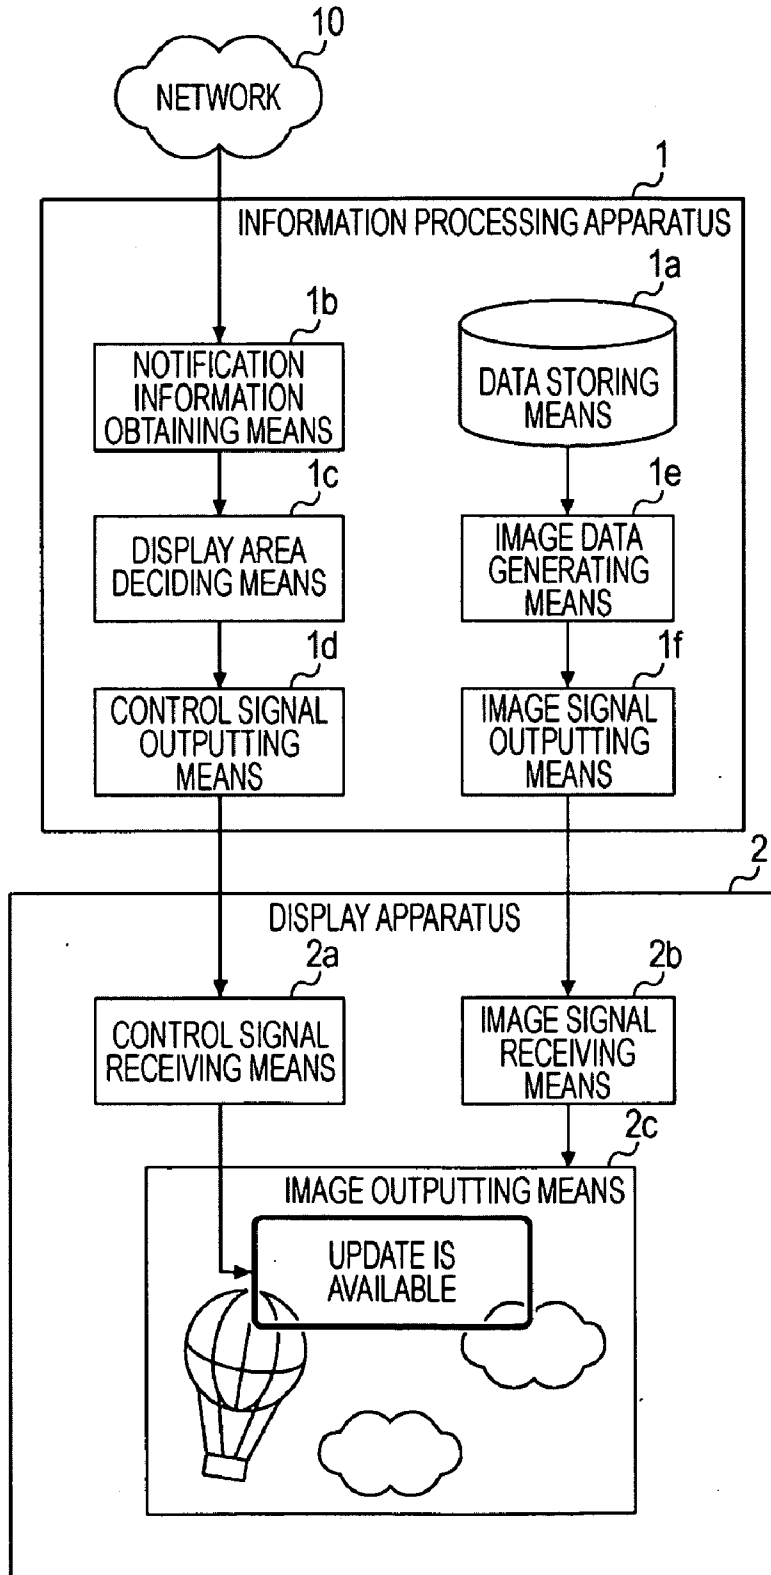 10
NETWORK
1
INFORMATION PROCESSING APPARATUS
1b
NOTIFICATION
INFORMATION
OBTAINING MEANS
1a
DATA STORING
MEANS
1c
DISPLAY AREA
DECIDING MEANS
1e
IMAGE DATA
GENERATING
MEANS
1d
CONTROL SIGNAL
OUTPUTTING
MEANS
1f
IMAGE SIGNAL
OUTPUTTING
MEANS
2
DISPLAY APPARATUS
2a
CONTROL SIGNAL
RECEIVING MEANS
2b
IMAGE SIGNAL
RECEIVING
MEANS
2c
IMAGE OUTPUTTING MEANS
UPDATE IS
AVAILABLE